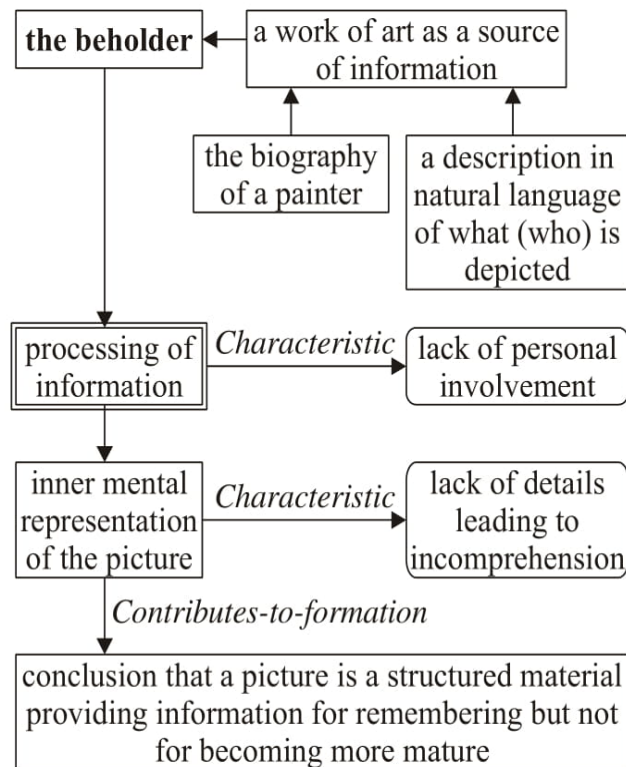 the beholder
a work of art as a source
of information
the biography
of a painter
a description in
natural language
of what (who) is
depicted
processing of
information
Characteristic
lack of personal
involvement
inner mental
representation
of the picture
Characteristic
lack of details
leading to
incomprehension
Contributes-to-formation
conclusion that a picture is a structured material
providing information for remembering but not
for becoming more mature